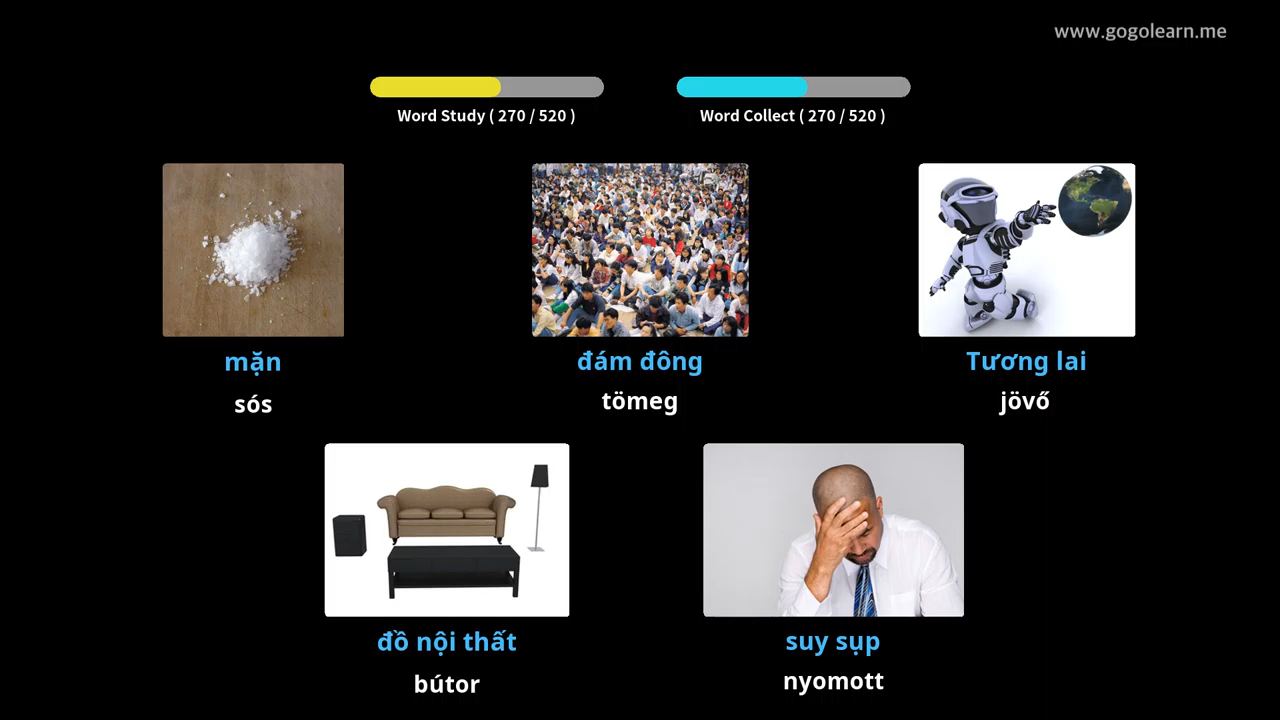 www.gogolearn.me
Word Study ( 270 / 520 )
Word Collect ( 270 / 520 )
mặn
đám đông
Tương lai
sós
tömeg
jövő
đồ nội thất
suy sụp
bútor
nyomott